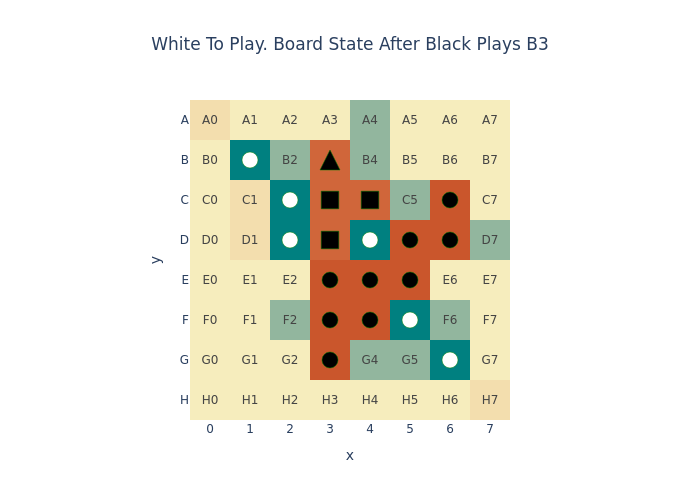 White To Play. Board State After Black Plays B3
A A0 A1 A2 A3 A4 A5 A6 A7
B B0 B2 B4 B5 B6 B7
C C0 C1 C5 C7
D D0 D1 D7
E E0 E1 E2 E6 E7
F F0 F1 F2 F6 F7
G G0 G1 G2 G4 G5 G7
H H0 H1 H2 H3 H4 H5 H6 H7
0 1 2 3 4 5 6 7
x
y